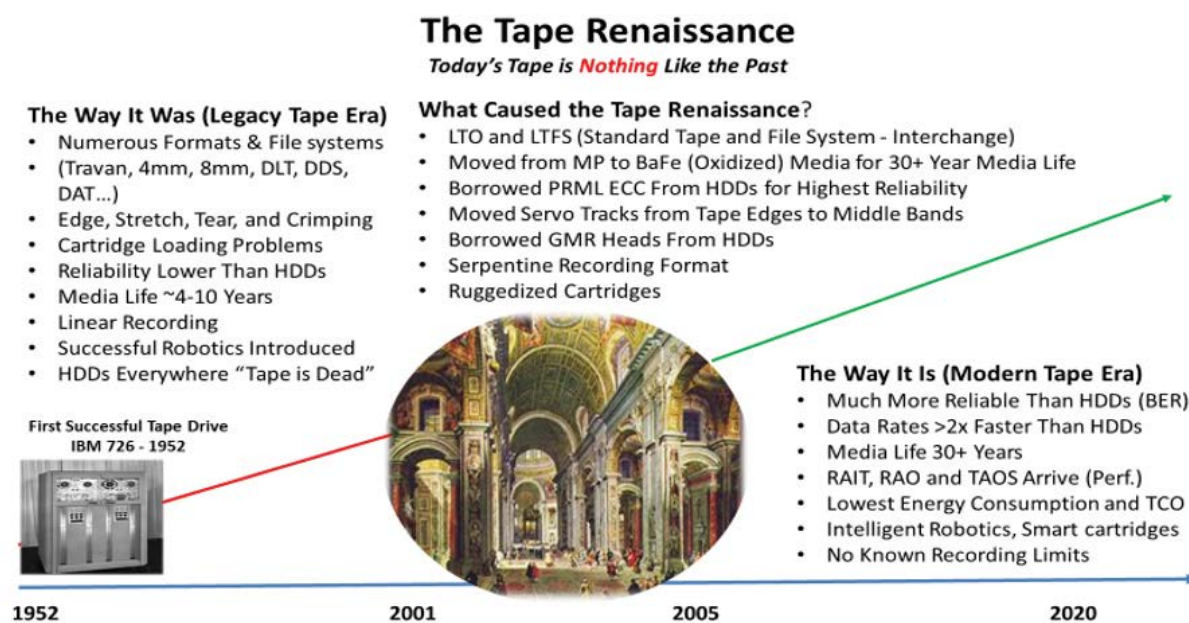 The Tape Renaissance
Today's Tape is Nothing Like the Past
The Way It Was (Legacy Tape Era)
• Numerous Formats & File systems
• (Travan, 4mm, 8mm, DLT, DDS,
DAT...)
• Edge, Stretch, Tear, and Crimping
• Cartridge Loading Problems
• Reliability Lower Than HDDs
• Media Life ~4-10 Years
• Linear Recording
• Successful Robotics Introduced
• HDDs Everywhere “Tape is Dead”
First Successful Tape Drive
IBM 726 - 1952
What Caused the Tape Renaissance?
• LTO and LTFS (Standard Tape and File System - Interchange)
• Moved from MP to BaFe (Oxidized) Media for 30+ Year Media Life
• Borrowed PRML ECC From HDDs for Highest Reliability
• Moved Servo Tracks from Tape Edges to Middle Bands
• Borrowed GMR Heads From HDDs
• Serpentine Recording Format
• Ruggedized Cartridges
The Way It Is (Modern Tape Era)
• Much More Reliable Than HDDs (BER)
• Data Rates >2x Faster Than HDDs
• Media Life 30+ Years
• RAIT, RAO and TAOS Arrive (Perf.)
• Lowest Energy Consumption and TCO
• Intelligent Robotics, Smart cartridges
• No Known Recording Limits
1952
2001
2005
2020